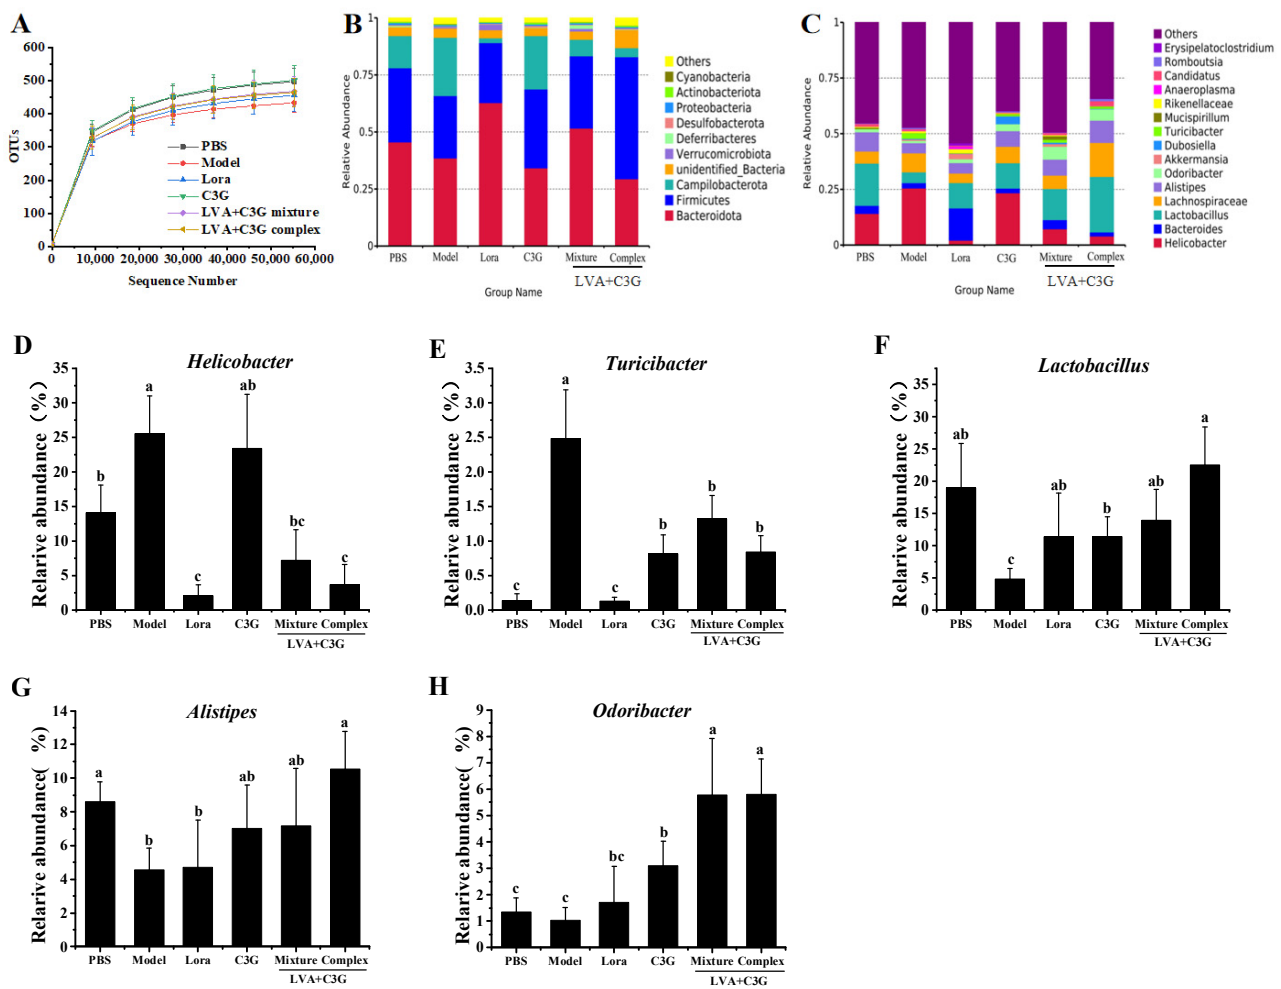 A
OTUs
600
500
400
300
200
100
0
PBS
Model
Lora
C3G
LVA+C3G mixture
LVA+C3G complex
0 10,000 20,000 30,000 40,000 50,000 60,000
Sequence Number
B
Relative Abundance
1
0.75
0.5
0.25
0
Others
Cyanobacteria
Actinobacteriota
Proteobacteria
Desulfobacterota
Deferribacteres
Verrucomicrobiota
unidentified_Bacteria
Campilobacterota
Firmicutes
Bacteroidota
PBS Model Lora C3G Mixture Complex
LVA+C3G
Group Name
C
Relative Abundance
1
0.75
0.5
0.25
0
Others
Erysipelatoclostridium
Romboutsia
Candidatus
Anaeroplasma
Rikenellaceae
Mucispirillum
Turicibacter
Dubosiella
Akkermansia
Odoribacter
Alistipes
Lachnospiraceae
Lactobacillus
Bacteroides
Helicobacter
PBS Model Lora C3G Mixture Complex
LVA+C3G
Group Name
D
Helicobacter
Relarive abundance（%）
35
30
25
20
15
10
5
0
b a c ab bc c
PBS Model Lora C3G Mixture Complex
LVA+C3G
E
Turicibacter
Relarive abundance（%）
3.5
3.0
2.5
2.0
1.5
1.0
0.5
0.0
c a c b b b
PBS Model Lora C3G Mixture Complex
LVA+C3G
F
Lactobacillus
Relarive abundance（%）
35
30
25
20
15
10
5
0
ab c ab b ab a
PBS Model Lora C3G Mixture Complex
LVA+C3G
G
Alistipes
Relarive abundance( %)
14
12
10
8
6
4
2
0
a b b ab ab a
PBS Model Lora C3G Mixture Complex
LVA+C3G
H
Odoribacter
Relarive abundance( %)
9
8
7
6
5
4
3
2
1
0
c c bc b a a
PBS Model Lora C3G Mixture Complex
LVA+C3G